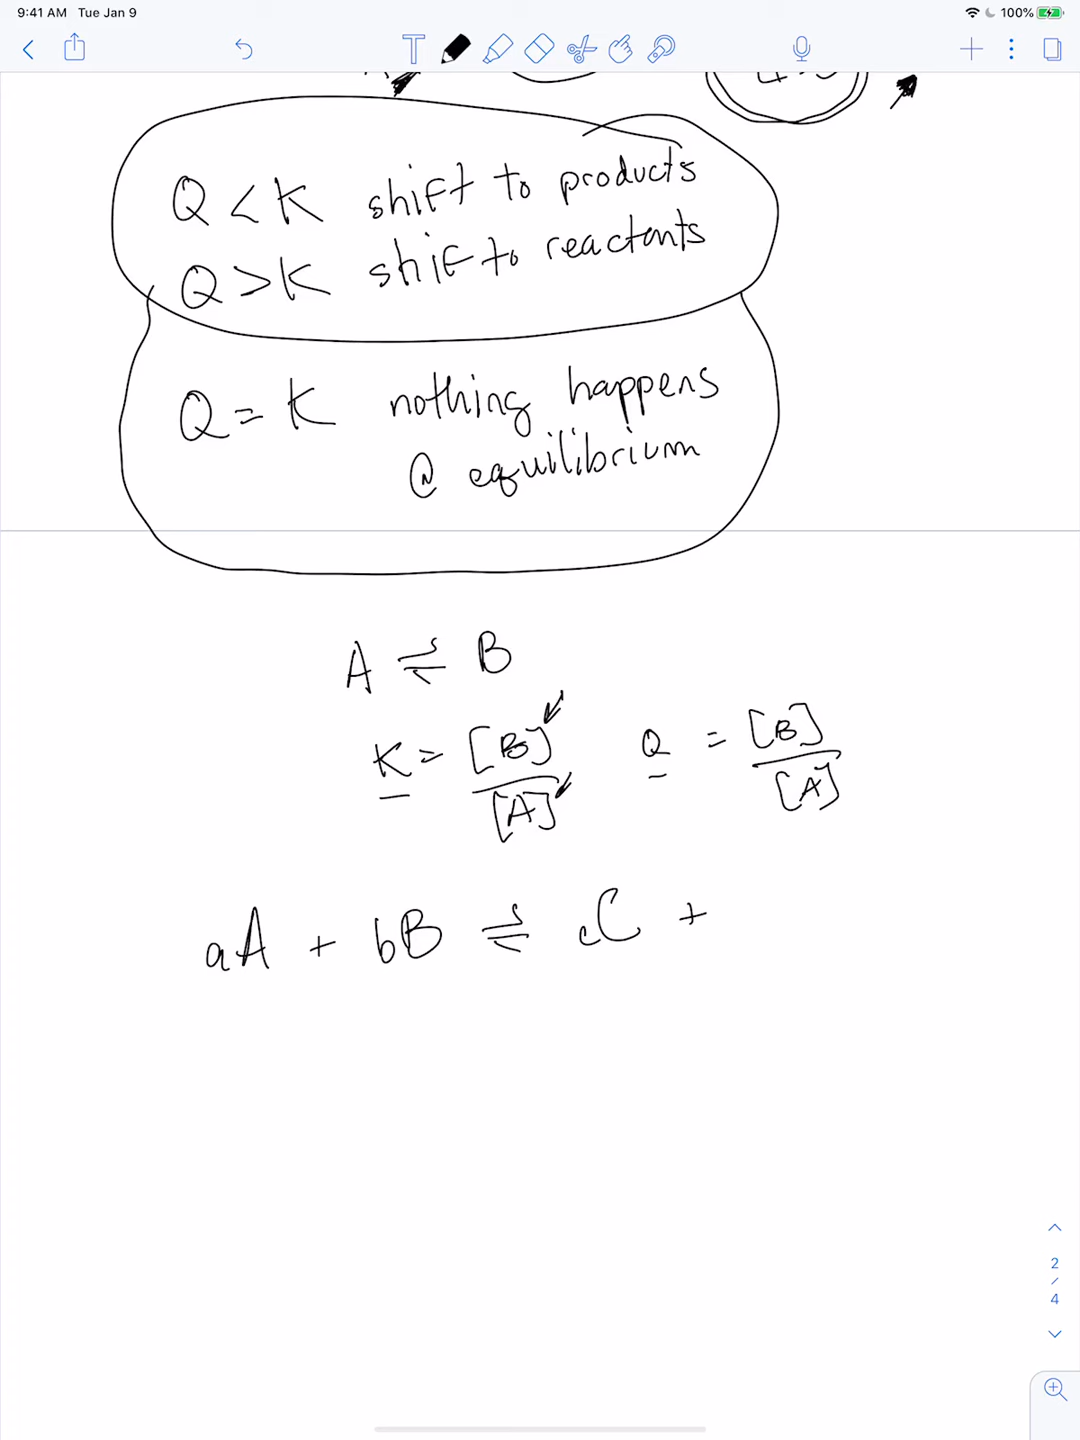 9:41 AM Tue Jan 9
100%
Q < K shift to products
Q > K shift to reactants
Q = K nothing happens
@ equilibrium
A ⇌ B
K = [B] / [A] Q = [B] / [A]
aA + bB ⇌ cC +
2
/
4